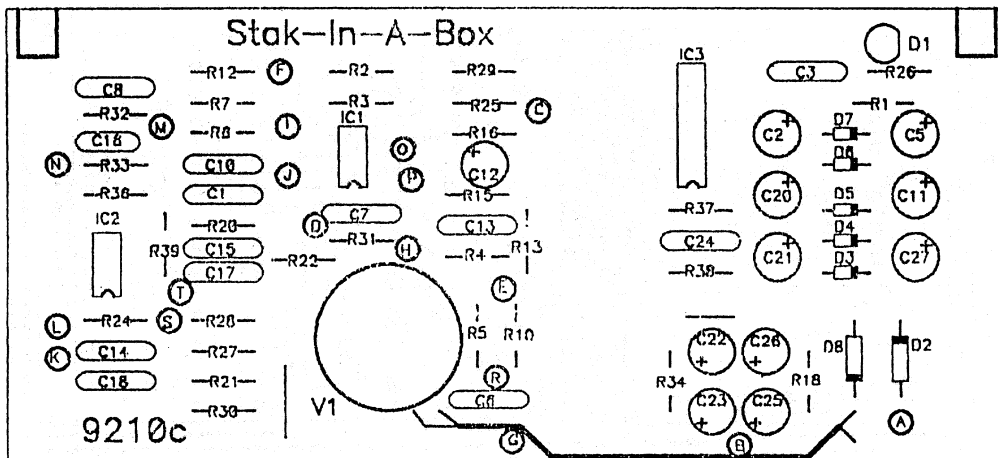 Stak-In-A-Box
D1
IC3
R12 F R2 R29 C3 R26
C8
R7 R3 R25 C R1
R32 IC1 D7
M R8 I R16 C2 C5
C16 O D6
N R33 C10 C12
J P
R36 C1 R15 C20 D5 C11
IC2 C7 R37
R20 D C13 D4
R39 C15 R31 H R13 C24
R22 R4 C21 D3 C27
C17 R38
T E
L R24 S R28 R5 R10 C22 C26 D8 D2
K C14 R27
C18 R21 R R34 R18
V1 C6 C23 C25
R30 A
9210c G B